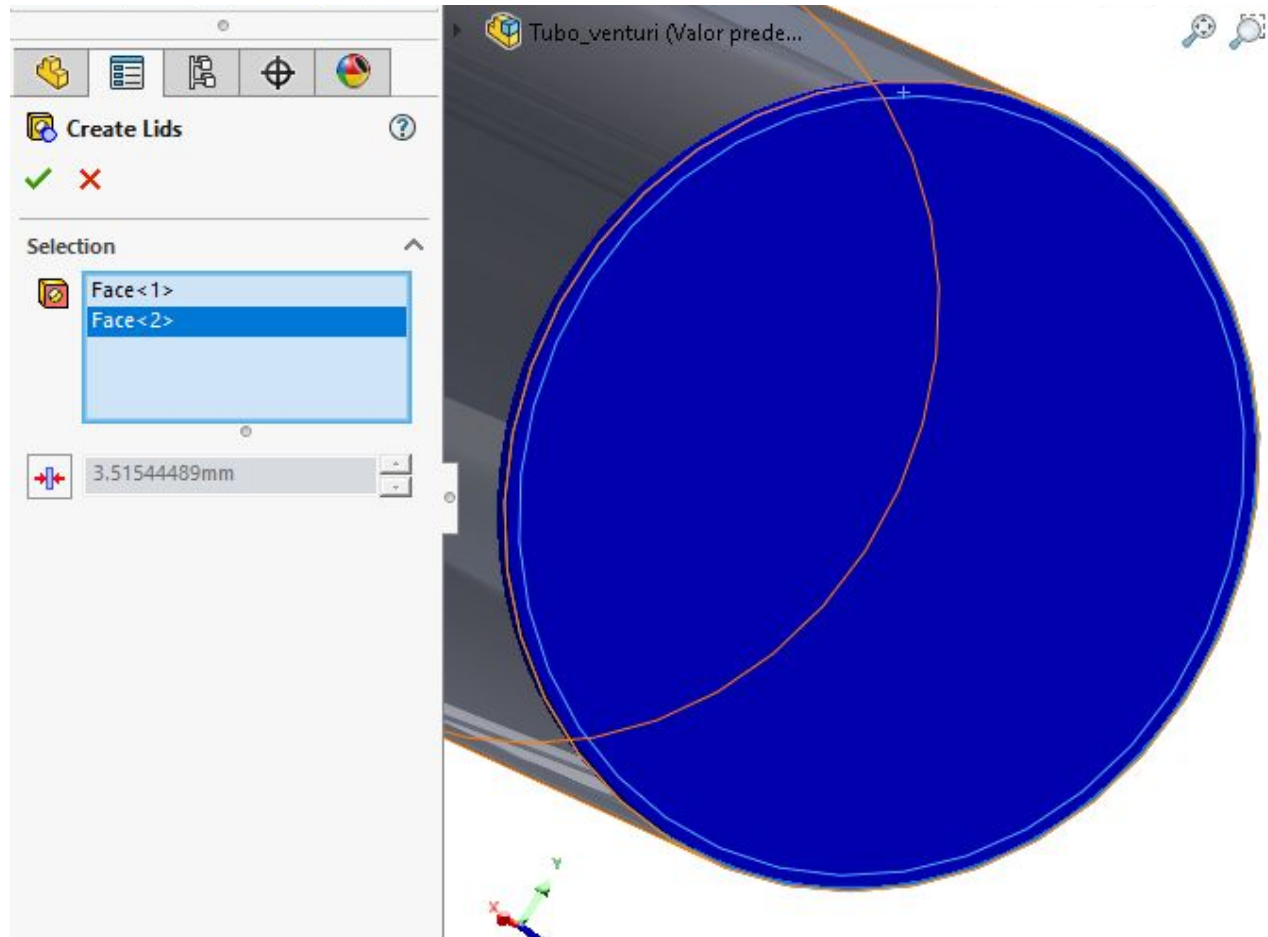 Tubo_venturi (Valor prede...
Create Lids
Selection
Face<1>
Face<2>
3.51544489mm
Y
X